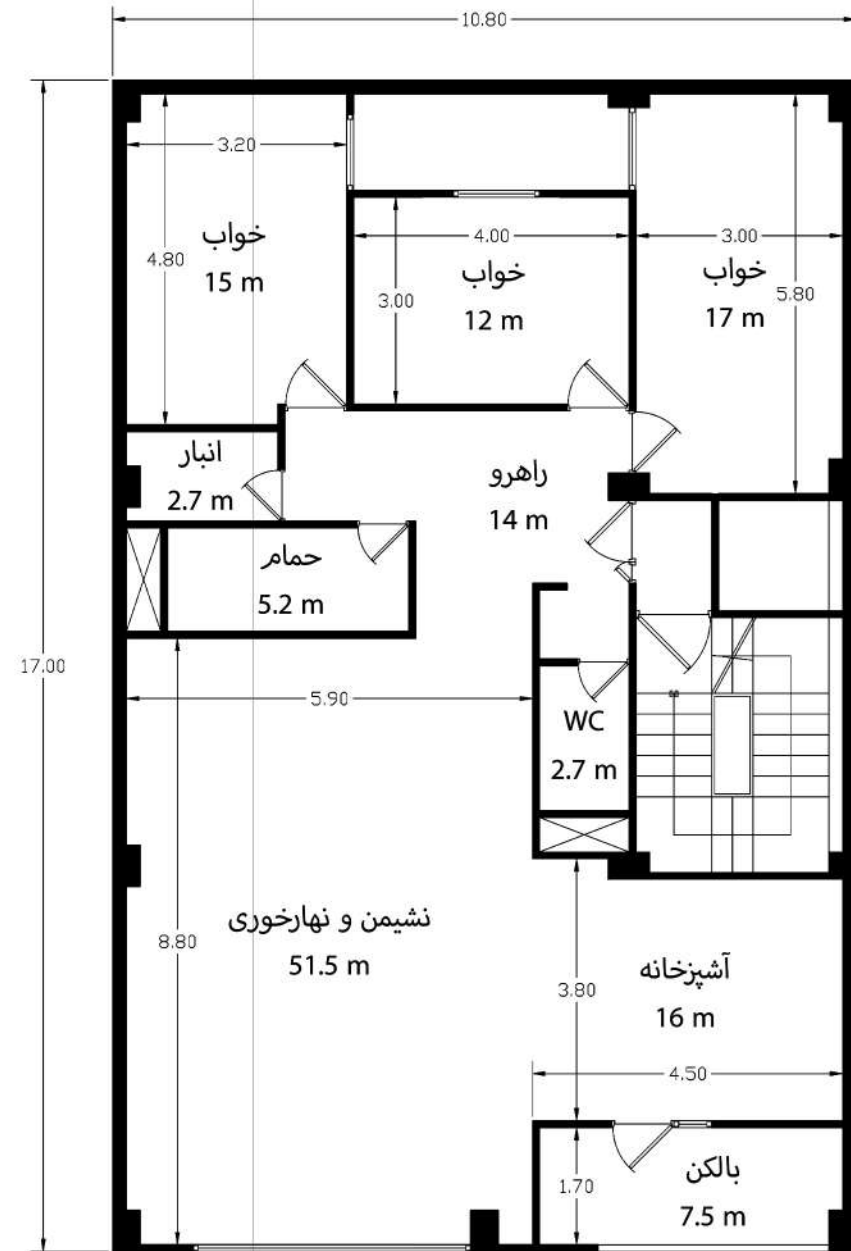 10.80
3.20
خواب
15 m
4.80
4.00
خواب
12 m
3.00
3.00
خواب
17 m
5.80
انبار
2.7 m
راهرو
14 m
حمام
5.2 m
17.00
5.90
WC
2.7 m
نشیمن و نهارخوری
51.5 m
8.80
آشپزخانه
16 m
3.80
4.50
بالکن
7.5 m
1.70